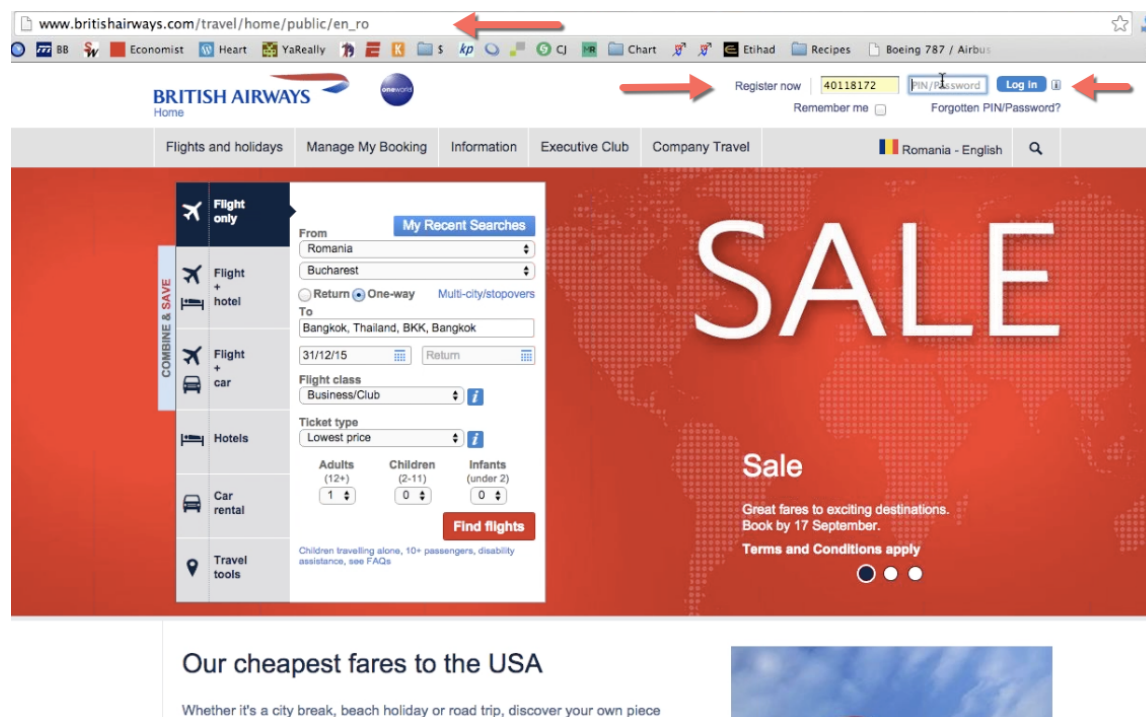 www.britishairways.com/travel/home/public/en_ro
BB
Economist
Heart
YaReally
$
kp
CJ
HR
Chart
Etihad
Recipes
Boeing 787 / Airbus
BRITISH AIRWAYS
Home
oneworld
Register now
40118172
PIN/Password
Log in
Remember me
Forgotten PIN/Password?
Flights and holidays
Manage My Booking
Information
Executive Club
Company Travel
Romania - English
COMBINE & SAVE
Flight
only
Flight
+
hotel
Flight
+
car
Hotels
Car
rental
Travel
tools
My Recent Searches
From
Romania
Bucharest
Return One-way Multi-city/stopovers
To
Bangkok, Thailand, BKK, Bangkok
31/12/15 Return
Flight class
Business/Club
Ticket type
Lowest price
Adults Children Infants
(12+) (2-11) (under 2)
1 0 0
Find flights
Children travelling alone, 10+ passengers, disability
assistance, see FAQs
SALE
Sale
Great fares to exciting destinations.
Book by 17 September.
Terms and Conditions apply
Our cheapest fares to the USA
Whether it's a city break, beach holiday or road trip, discover your own piece